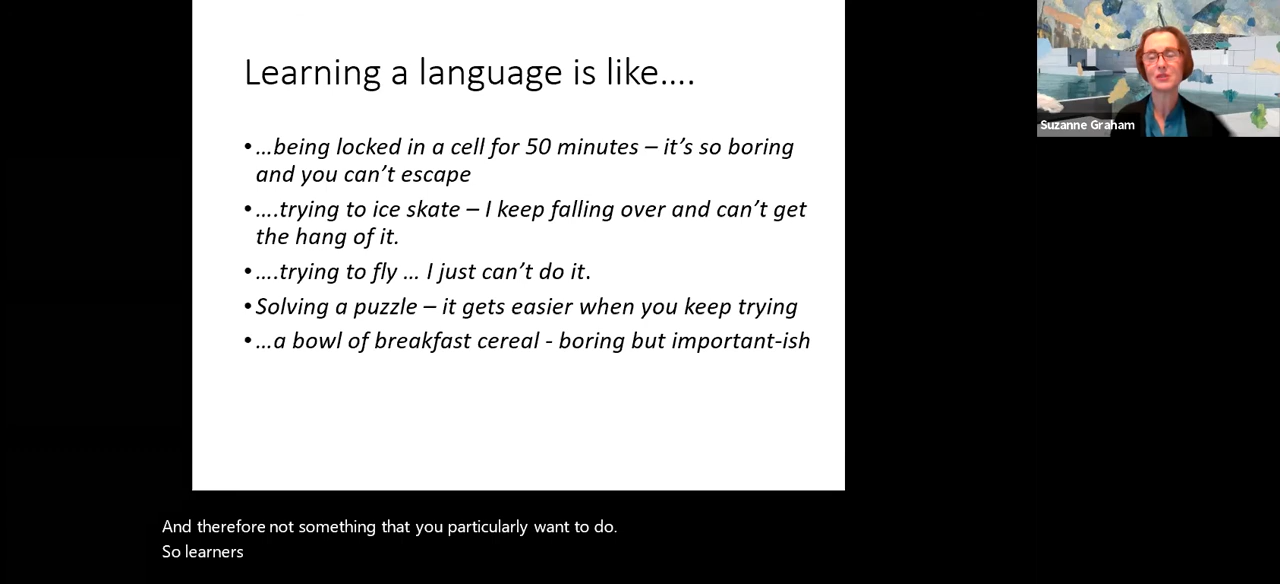 Learning a language is like….
• …being locked in a cell for 50 minutes – it’s so boring
and you can’t escape
• ….trying to ice skate – I keep falling over and can’t get
the hang of it.
• ….trying to fly … I just can’t do it.
• Solving a puzzle – it gets easier when you keep trying
• …a bowl of breakfast cereal - boring but important-ish
Suzanne Graham
And therefore not something that you particularly want to do.
So learners